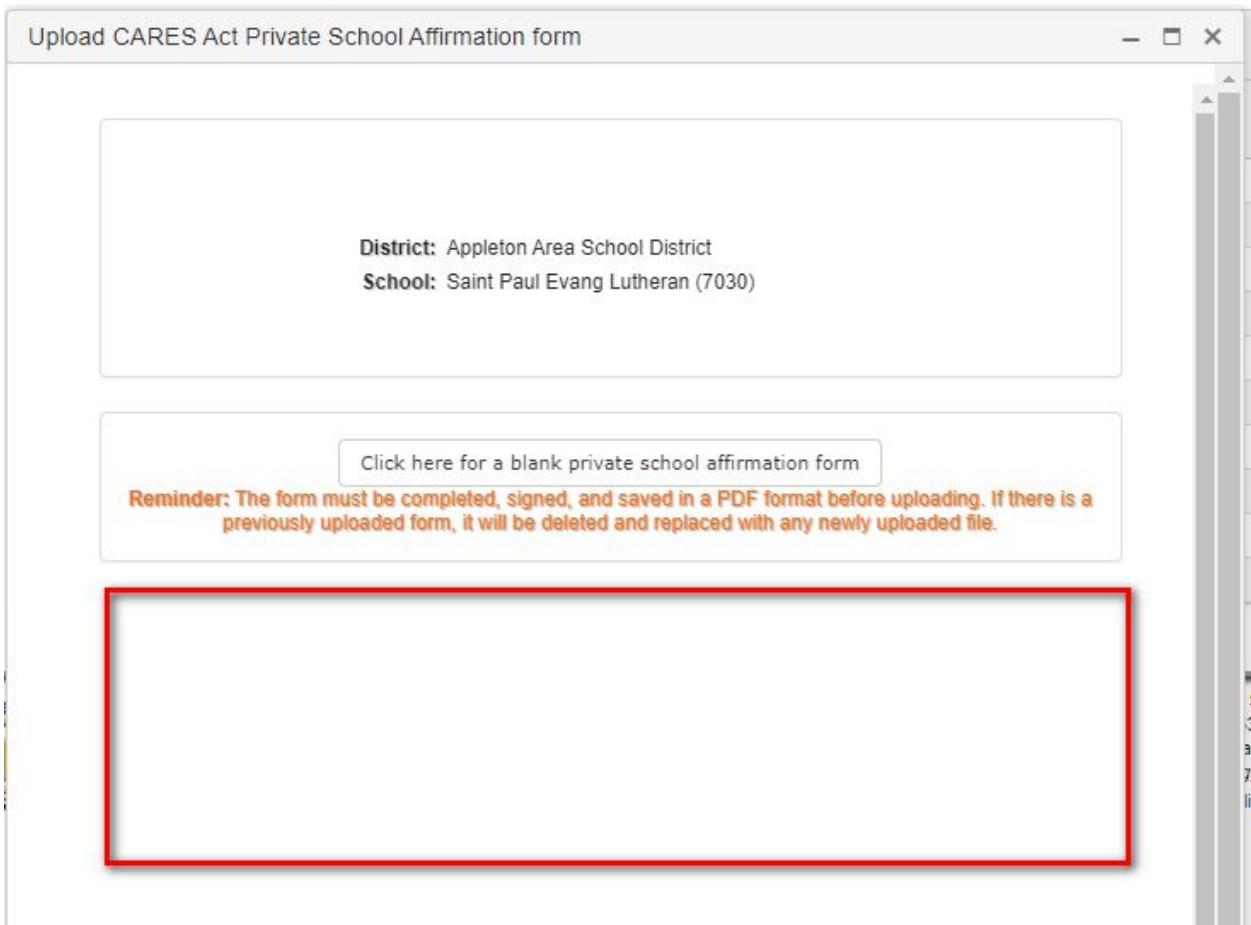 Upload CARES Act Private School Affirmation form
District: Appleton Area School District
School: Saint Paul Evang Lutheran (7030)
Click here for a blank private school affirmation form
Reminder: The form must be completed, signed, and saved in a PDF format before uploading. If there is a
previously uploaded form, it will be deleted and replaced with any newly uploaded file.